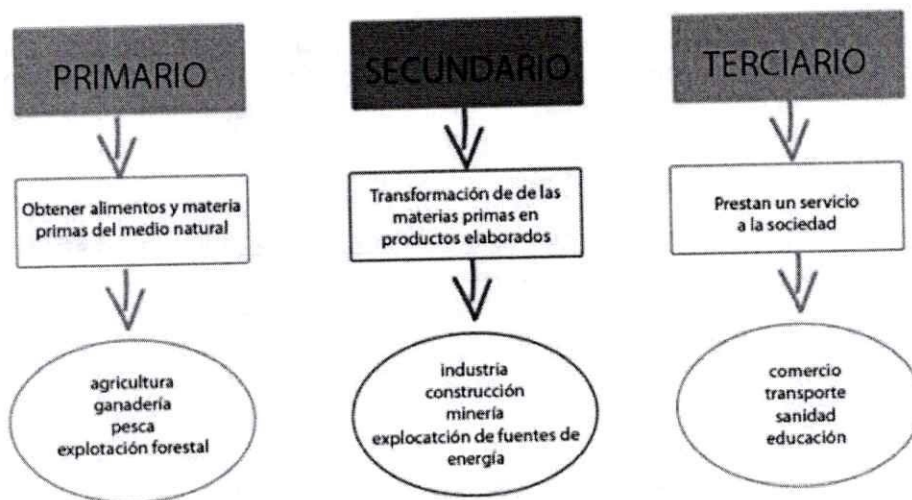 PRIMARIO
Obtener alimentos y materia
primas del medio natural
agricultura
ganadería
pesca
explotación forestal
SECUNDARIO
Transformación de de las
materias primas en
productos elaborados
industria
construcción
minería
explocatción de fuentes de
energía
TERCIARIO
Prestan un servicio
a la sociedad
comercio
transporte
sanidad
educación